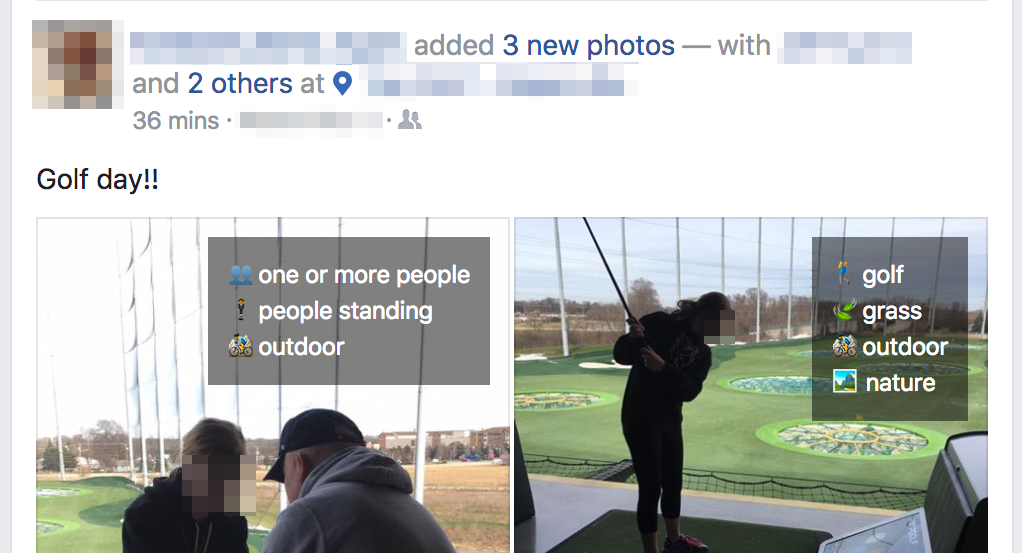 added 3 new photos — with
and 2 others at
36 mins · ·
Golf day!!
one or more people
people standing
outdoor
golf
grass
outdoor
nature